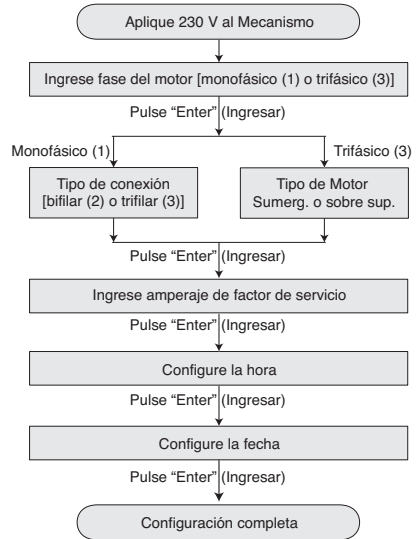 Aplique 230 V al Mecanismo
Ingrese fase del motor [monofásico (1) o trifásico (3)]
Pulse “Enter” (Ingresar)
Monofásico (1)
Trifásico (3)
Tipo de conexión
[bifilar (2) o trifilar (3)]
Tipo de Motor
Sumerg. o sobre sup.
Pulse “Enter” (Ingresar)
Ingrese amperaje de factor de servicio
Pulse “Enter” (Ingresar)
Configure la hora
Pulse “Enter” (Ingresar)
Configure la fecha
Pulse “Enter” (Ingresar)
Configuración completa